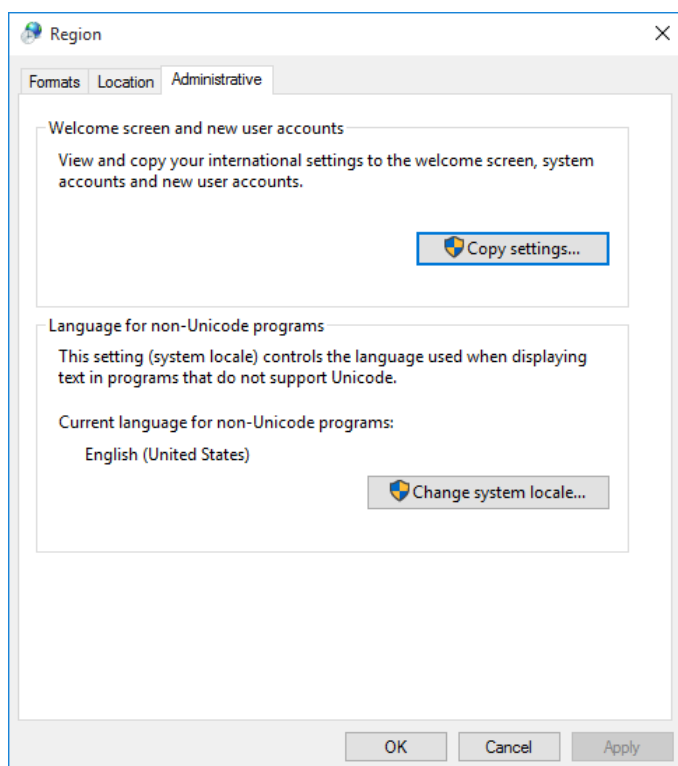 Region
Formats Location Administrative
Welcome screen and new user accounts
View and copy your international settings to the welcome screen, system
accounts and new user accounts.
Copy settings...
Language for non-Unicode programs
This setting (system locale) controls the language used when displaying
text in programs that do not support Unicode.
Current language for non-Unicode programs:
English (United States)
Change system locale...
OK Cancel Apply